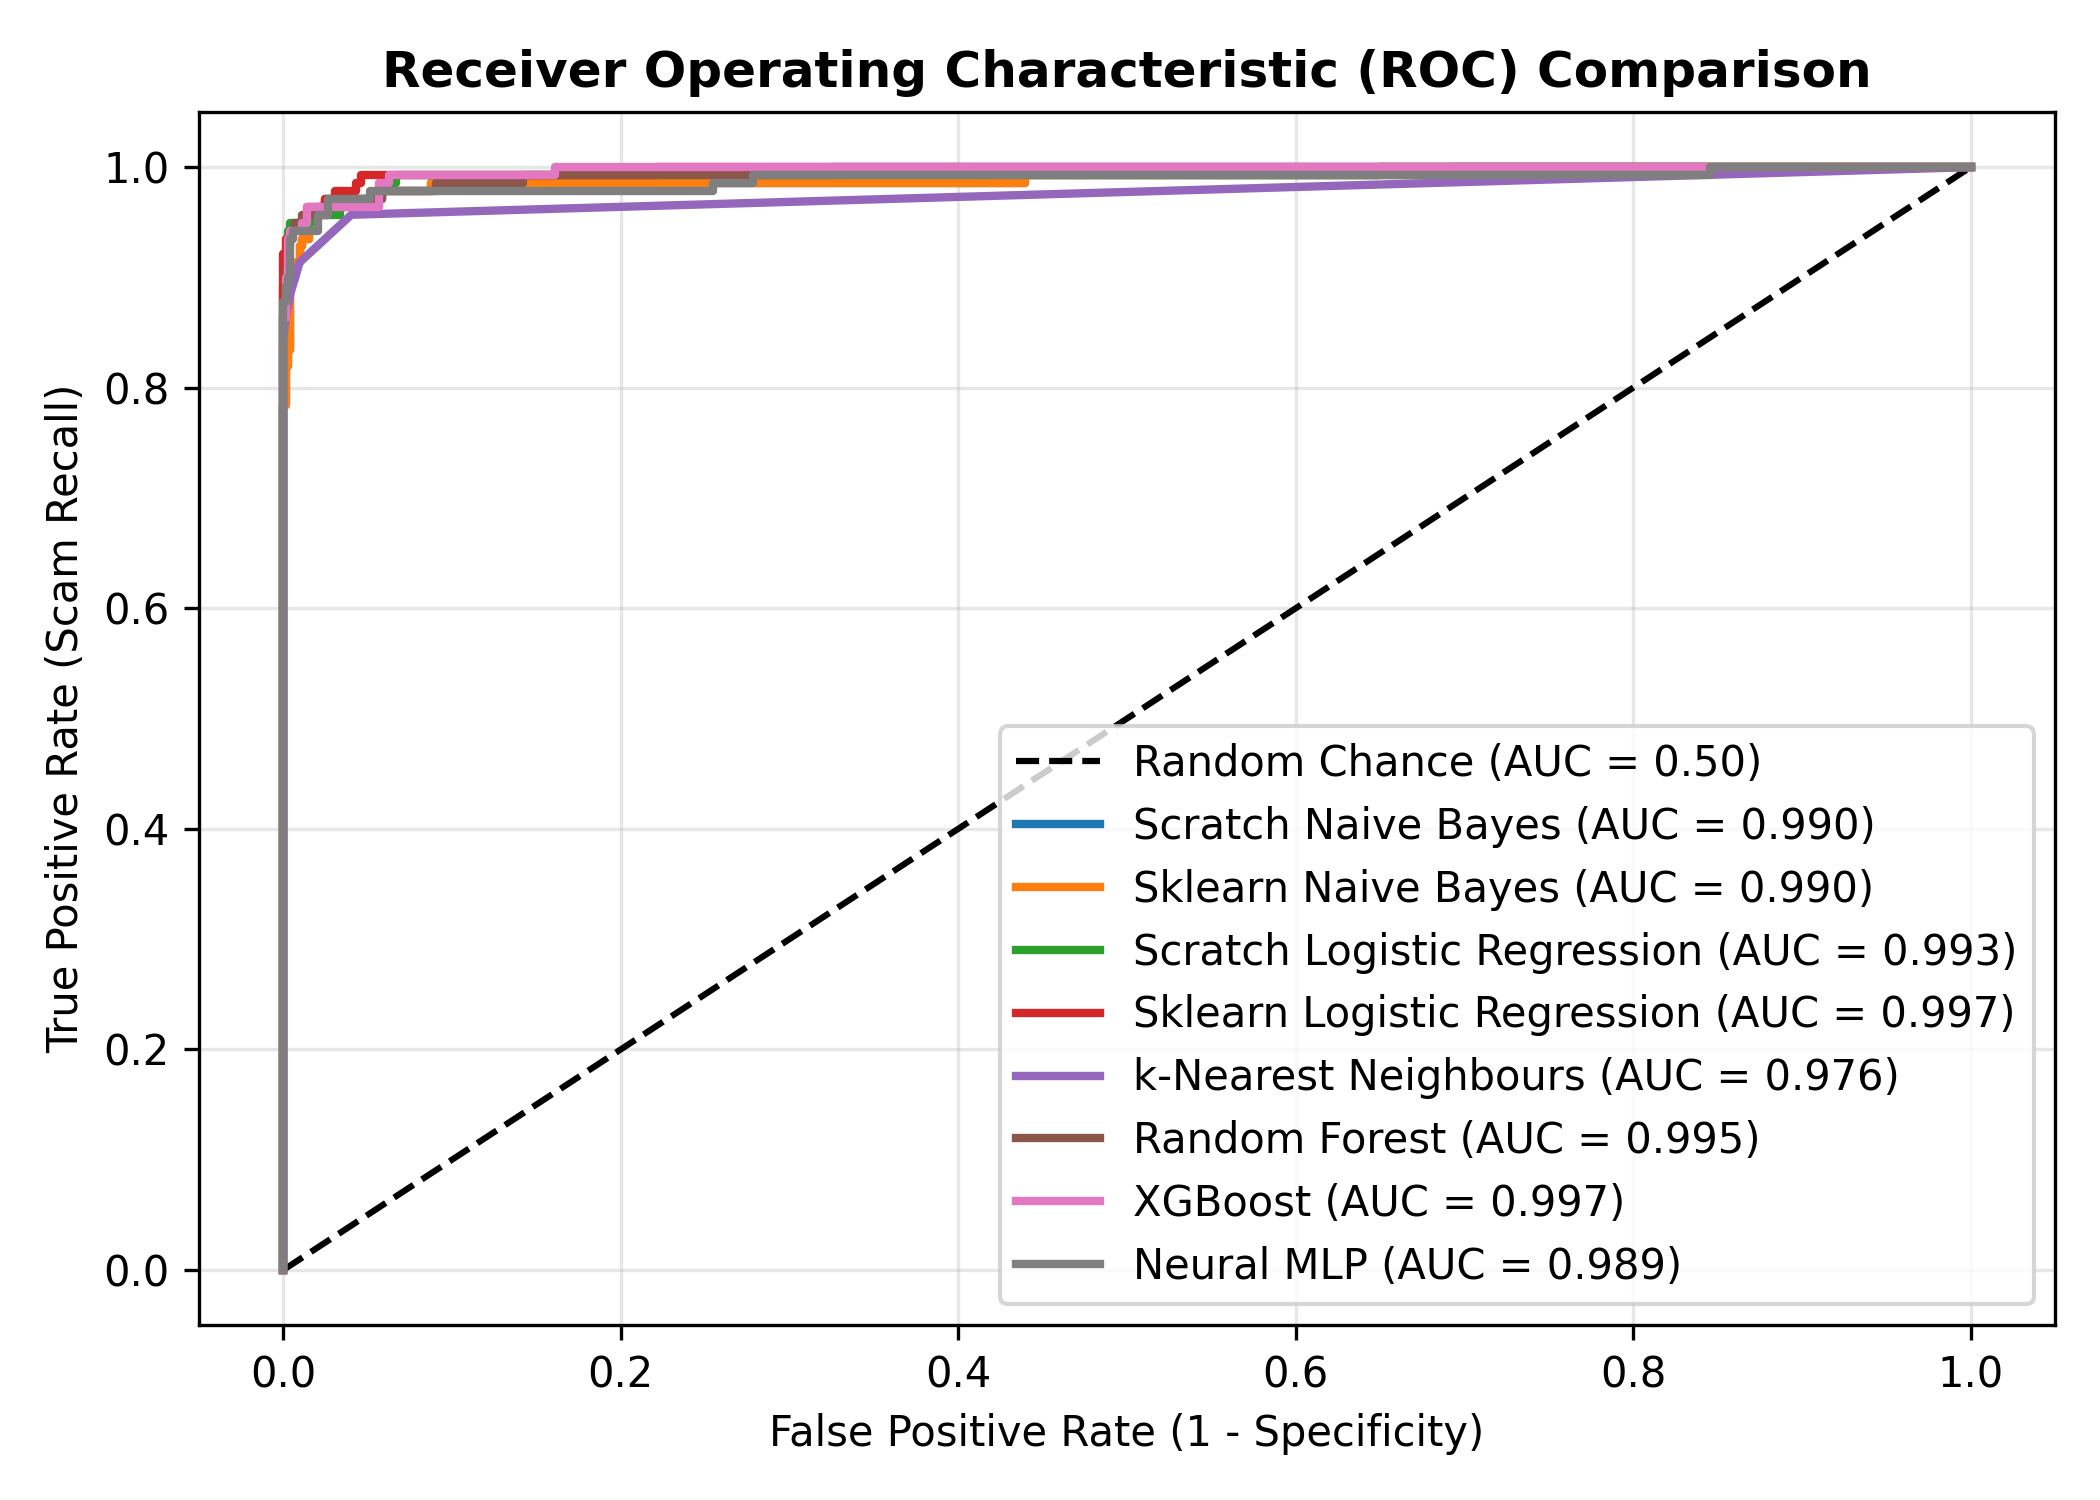 Receiver Operating Characteristic (ROC) Comparison
True Positive Rate (Scam Recall)
1.0
0.8
0.6
0.4
0.2
0.0
Random Chance (AUC = 0.50)
Scratch Naive Bayes (AUC = 0.990)
Sklearn Naive Bayes (AUC = 0.990)
Scratch Logistic Regression (AUC = 0.993)
Sklearn Logistic Regression (AUC = 0.997)
k-Nearest Neighbours (AUC = 0.976)
Random Forest (AUC = 0.995)
XGBoost (AUC = 0.997)
Neural MLP (AUC = 0.989)
0.0 0.2 0.4 0.6 0.8 1.0
False Positive Rate (1 - Specificity)